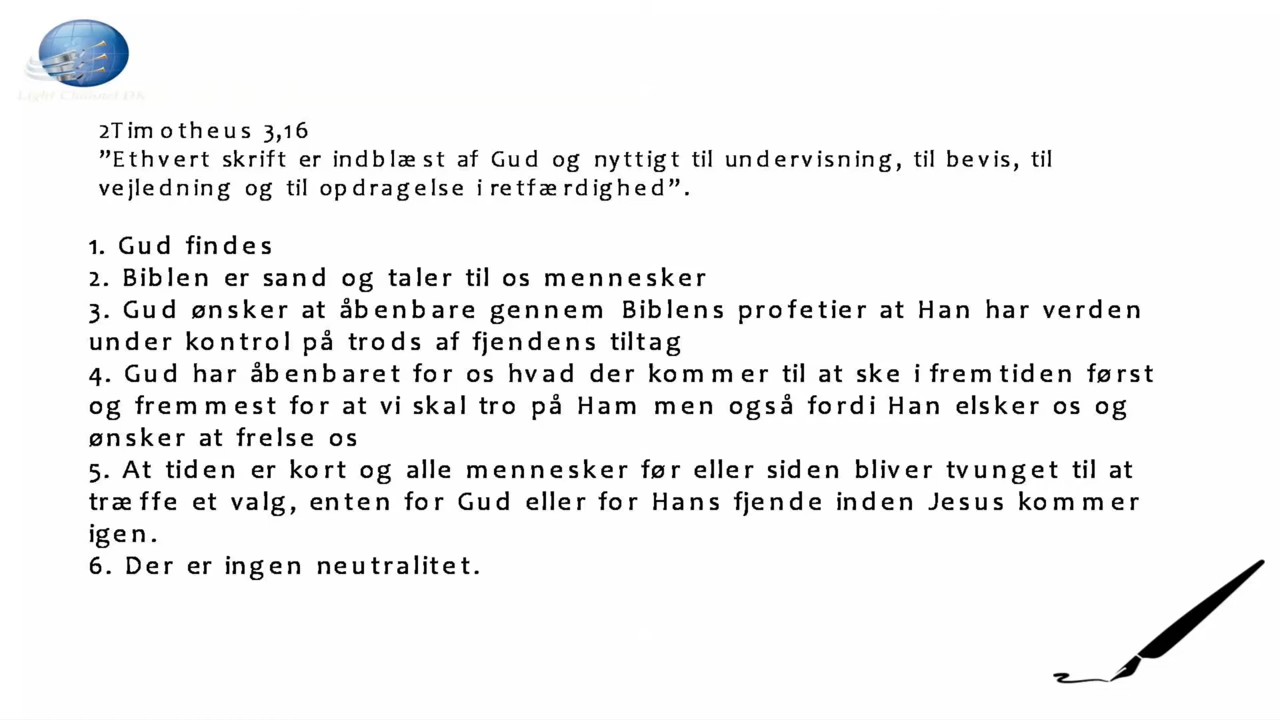 Light Channel DK
2Timotheus 3,16
”Ethvert skrift er indblæst af Gud og nyttigt til undervisning, til bevis, til
vejledning og til opdragelse i retfærdighed”.
1. Gud findes
2. Biblen er sand og taler til os mennesker
3. Gud ønsker at åbenbare gennem Biblens profetier at Han har verden
under kontrol på trods af fjendens tiltag
4. Gud har åbenbaret for os hvad der kommer til at ske i fremtiden først
og fremmest for at vi skal tro på Ham men også fordi Han elsker os og
ønsker at frelse os
5. At tiden er kort og alle mennesker før eller siden bliver tvunget til at
træffe et valg, enten for Gud eller for Hans fjende inden Jesus kommer
igen.
6. Der er ingen neutralitet.